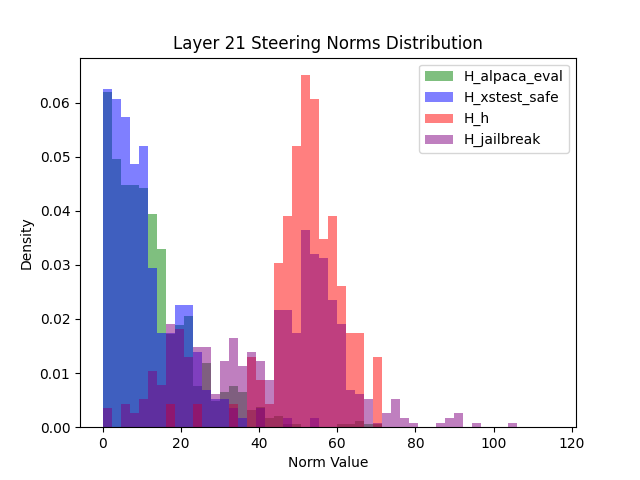 Layer 21 Steering Norms Distribution
H_alpaca_eval
H_xstest_safe
H_h
H_jailbreak
0.06
0.05
0.04
0.03
0.02
0.01
0.00
Density
0 20 40 60 80 100 120
Norm Value